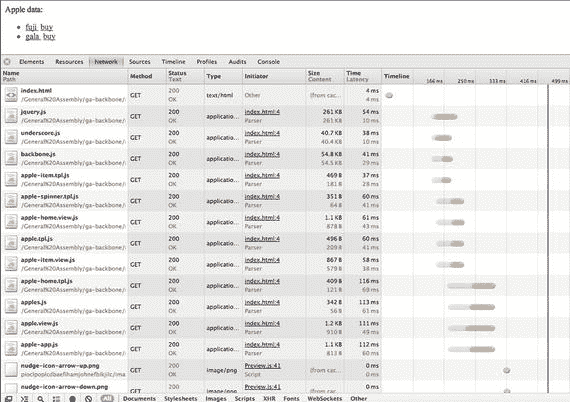 Apple data:
fuji buy
gala buy
Elements Resources Network Sources Timeline Profiles Audits Console
Name Path Method Status Text Type Initiator Size Content Time Latency Timeline 166 ms 250 ms 333 ms 416 ms 499 ms
index.html /General%20Assembly/ga-backbone/ GET 200 OK text/html Other (from cac... 4 ms 4 ms
jquery.js /General%20Assembly/ga-backbone/ GET 200 OK applicatio... index.html:4 Parser 261 KB 261 KB 54 ms 10 ms
underscore.js /General%20Assembly/ga-backbone/ GET 200 OK applicatio... index.html:4 Parser 40.7 KB 40.4 KB 38 ms 10 ms
backbone.js /General%20Assembly/ga-backbone/ GET 200 OK applicatio... index.html:4 Parser 54.8 KB 54.5 KB 41 ms 29 ms
apple-item.tpl.js /General%20Assembly/ga-backbone/ GET 200 OK applicatio... index.html:4 Parser 469 B 181 B 37 ms 28 ms
apple-spinner.tpl.js /General%20Assembly/ga-backbone/ GET 200 OK applicatio... index.html:4 Parser 351 B 64 B 60 ms 41 ms
apple-home.view.js /General%20Assembly/ga-backbone/ GET 200 OK applicatio... index.html:4 Parser 1.1 KB 878 B 61 ms 43 ms
apple.tpl.js /General%20Assembly/ga-backbone/ GET 200 OK applicatio... index.html:4 Parser 496 B 209 B 60 ms 41 ms
apple-item.view.js /General%20Assembly/ga-backbone/ GET 200 OK applicatio... index.html:4 Parser 867 B 579 B 58 ms 38 ms
apple-home.tpl.js /General%20Assembly/ga-backbone/ GET 200 OK applicatio... index.html:4 Parser 409 B 121 B 116 ms 69 ms
apples.js /General%20Assembly/ga-backbone/ GET 200 OK applicatio... index.html:4 Parser 342 B 56 B 113 ms 61 ms
apple.view.js /General%20Assembly/ga-backbone/ GET 200 OK applicatio... index.html:4 Parser 1.2 KB 910 B 111 ms 49 ms
apple-app.js /General%20Assembly/ga-backbone/ GET 200 OK applicatio... index.html:4 Parser 1.1 KB 813 B 112 ms 60 ms
nudge-icon-arrow-up.png GET 200 OK image/png Preview.js:41 Script (from cac... 0 ms 0 ms
nudge-icon-arrow-down.png 200 Preview.js:41 0 ms
All Documents Stylesheets Images Scripts XHR Fonts WebSockets Other